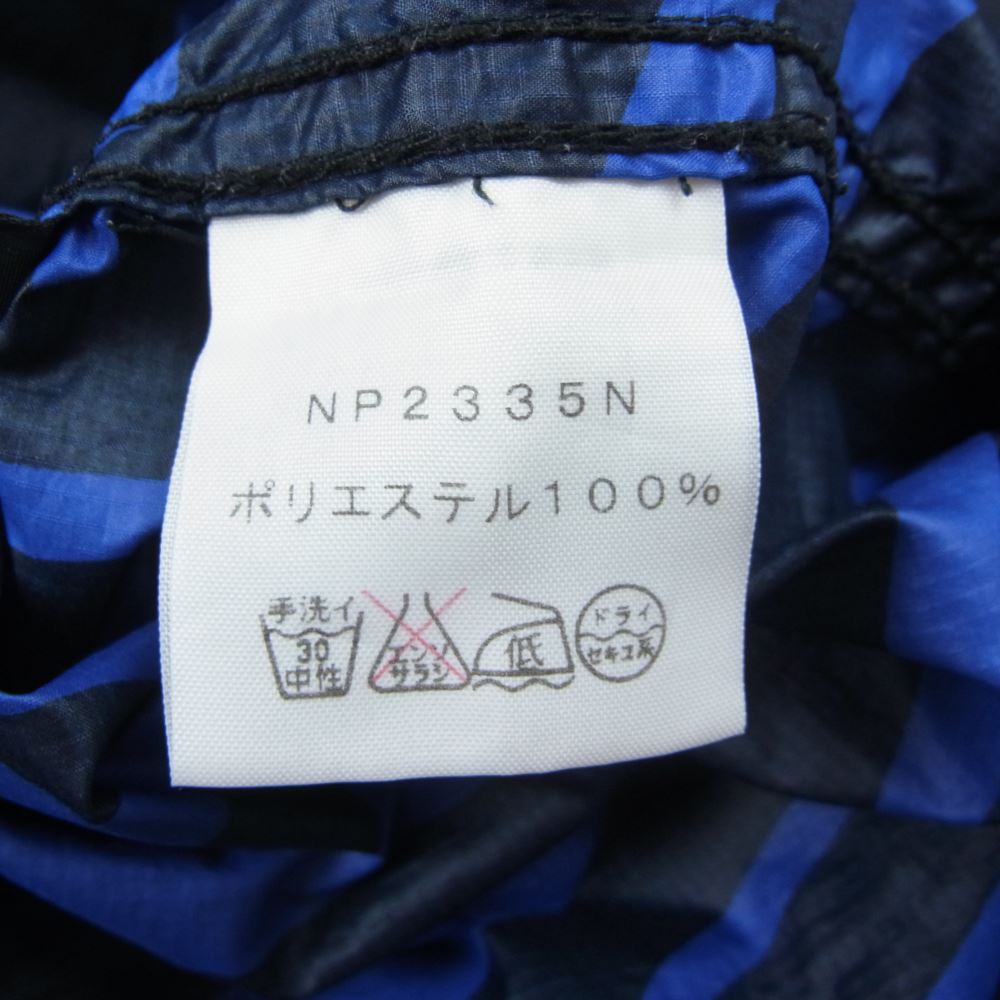 NP2335N
ポリエステル100%
手洗イ
30
中性
エンソ
サラシ
低
ドライ
セキユ系